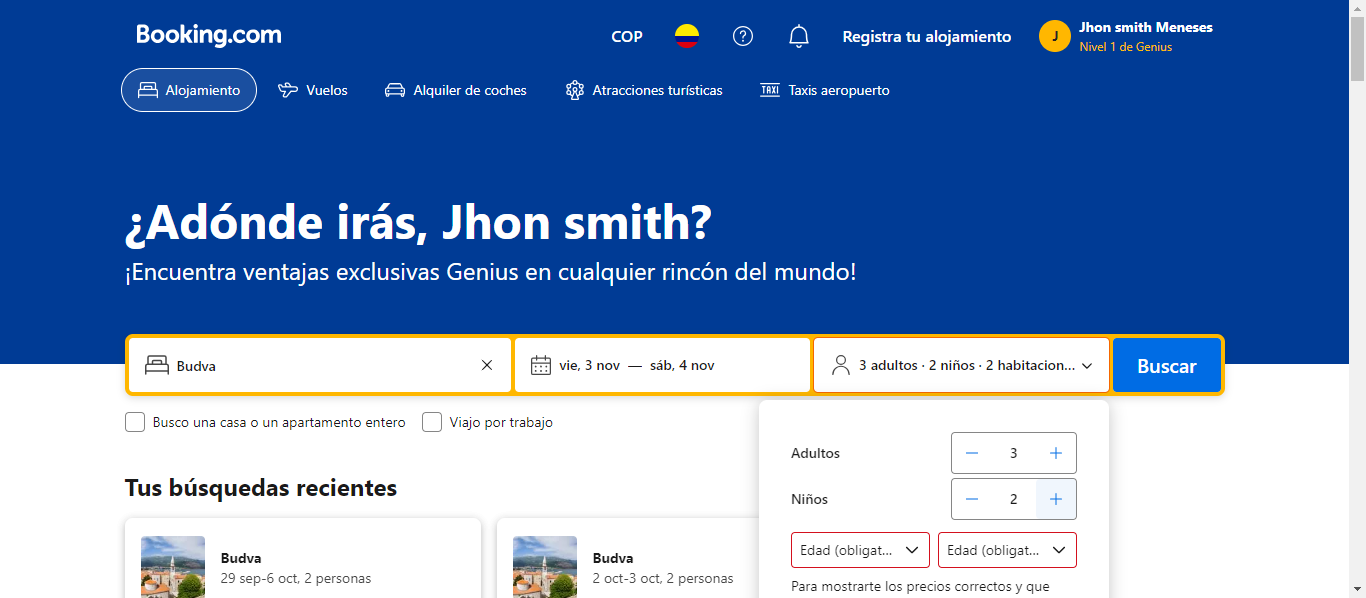 Booking.com
COP
Registra tu alojamiento
J
Jhon smith Meneses
Nivel 1 de Genius
Alojamiento
Vuelos
Alquiler de coches
Atracciones turísticas
TAXI
Taxis aeropuerto
¿Adónde irás, Jhon smith?
¡Encuentra ventajas exclusivas Genius en cualquier rincón del mundo!
Budva
vie, 3 nov — sáb, 4 nov
3 adultos · 2 niños · 2 habitacion...
Buscar
Busco una casa o un apartamento entero
Viajo por trabajo
Adultos
3
Niños
2
Edad (obligat...
Edad (obligat...
Para mostrarte los precios correctos y que
Tus búsquedas recientes
Budva
29 sep-6 oct, 2 personas
Budva
2 oct-3 oct, 2 personas